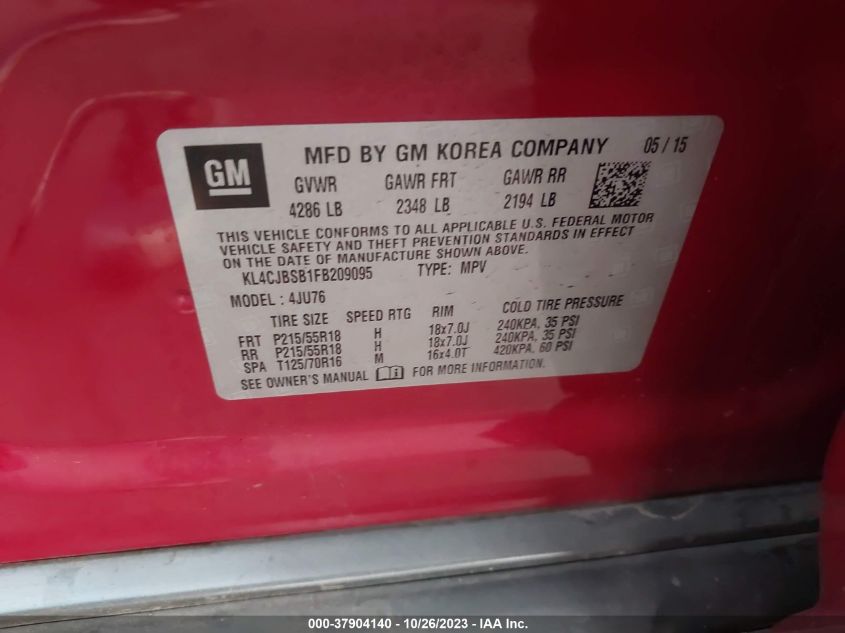 GM
MFD BY GM KOREA COMPANY 05 / 15
GVWR GAWR FRT GAWR RR
4286 LB 2348 LB 2194 LB
THIS VEHICLE CONFORMS TO ALL APPLICABLE U.S. FEDERAL MOTOR
VEHICLE SAFETY AND THEFT PREVENTION STANDARDS IN EFFECT
ON THE DATE OF MANUFACTURE SHOWN ABOVE.
KL4CJBSB1FB209095 TYPE: MPV
MODEL : 4JU76
TIRE SIZE SPEED RTG RIM COLD TIRE PRESSURE
FRT P215/55R18 H 18x7.0J 240KPA, 35 PSI
RR P215/55R18 H 18x7.0J 240KPA, 35 PSI
SPA T125/70R16 M 16x4.0T 420KPA, 60 PSI
SEE OWNER'S MANUAL FOR MORE INFORMATION.
000-37904140 - 10/26/2023 - IAA Inc.